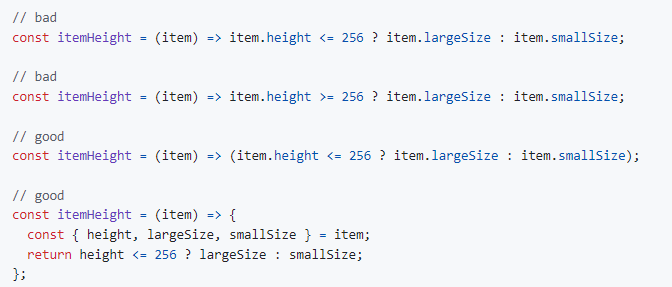 // bad
const itemHeight = (item) => item.height <= 256 ? item.largeSize : item.smallSize;
// bad
const itemHeight = (item) => item.height >= 256 ? item.largeSize : item.smallSize;
// good
const itemHeight = (item) => (item.height <= 256 ? item.largeSize : item.smallSize);
// good
const itemHeight = (item) => {
  const { height, largeSize, smallSize } = item;
  return height <= 256 ? largeSize : smallSize;
};